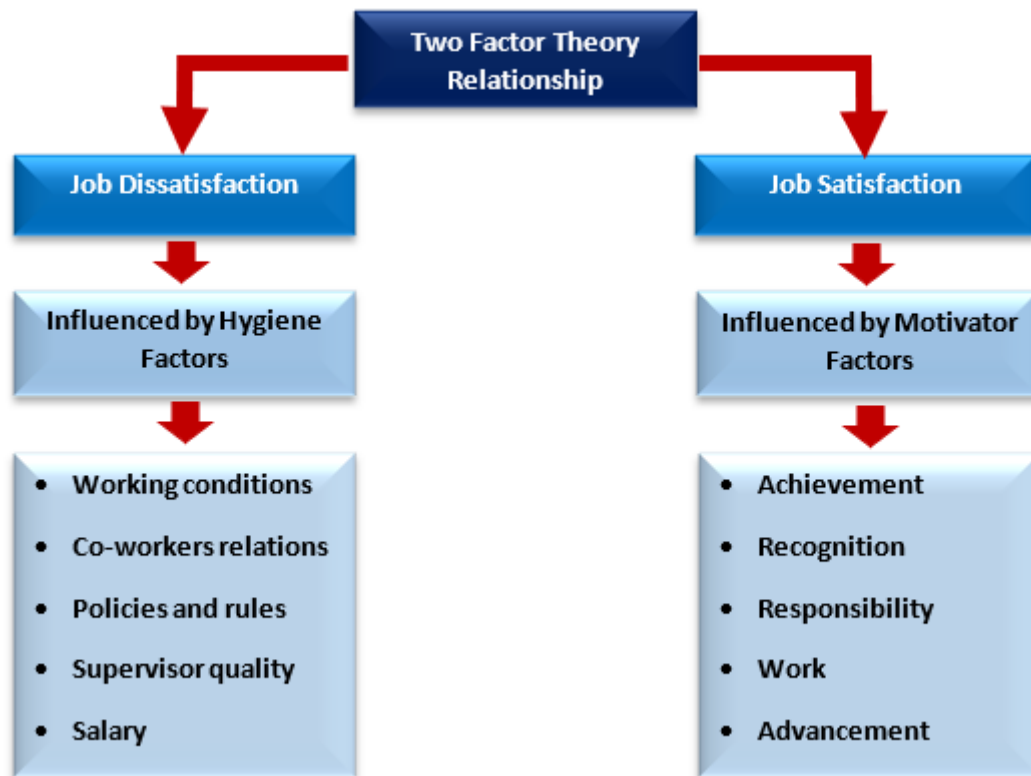 Two Factor Theory
Relationship
Job Dissatisfaction
Job Satisfaction
Influenced by Hygiene
Factors
Influenced by Motivator
Factors
• Working conditions
• Co-workers relations
• Policies and rules
• Supervisor quality
• Salary
• Achievement
• Recognition
• Responsibility
• Work
• Advancement